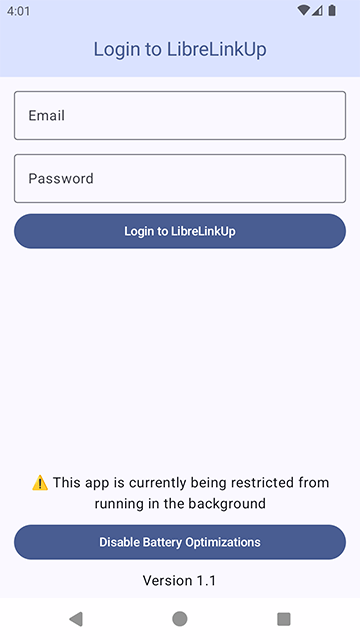 4:01
Login to LibreLinkUp
Email
Password
Login to LibreLinkUp
⚠️ This app is currently being restricted from
running in the background
Disable Battery Optimizations
Version 1.1